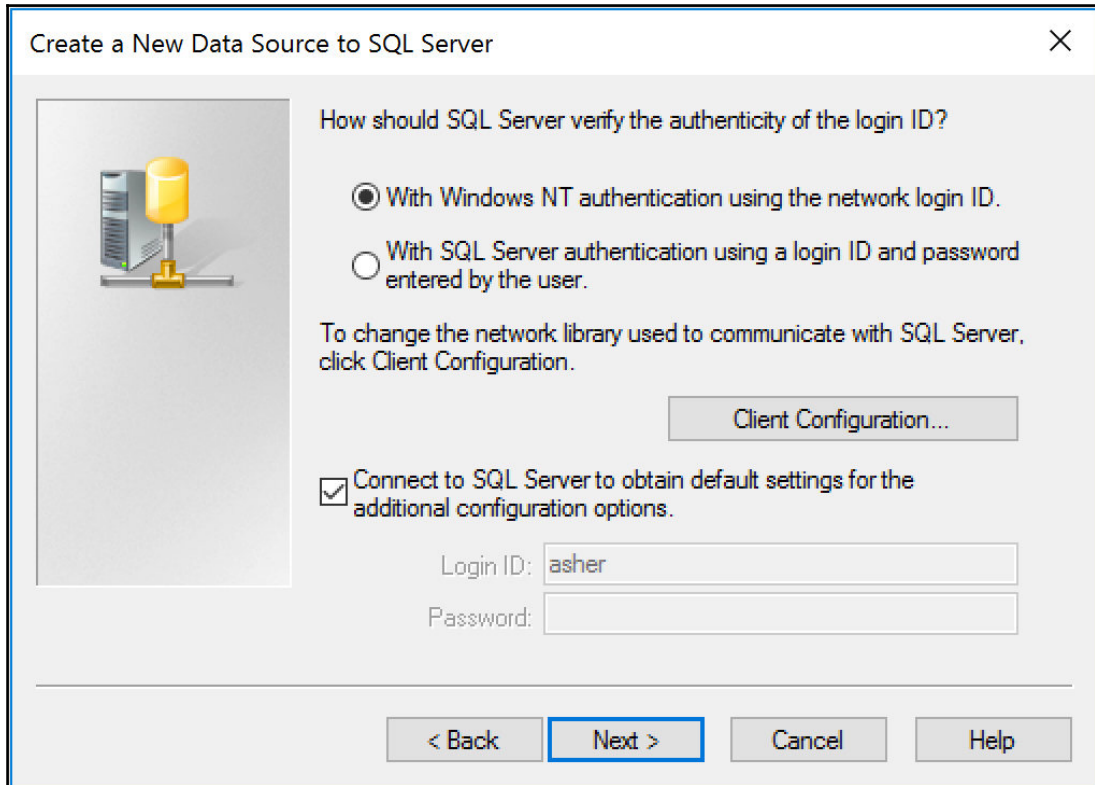 Create a New Data Source to SQL Server
How should SQL Server verify the authenticity of the login ID?
With Windows NT authentication using the network login ID.
With SQL Server authentication using a login ID and password
entered by the user.
To change the network library used to communicate with SQL Server,
click Client Configuration.
Client Configuration...
Connect to SQL Server to obtain default settings for the
additional configuration options.
Login ID: asher
Password:
< Back Next > Cancel Help